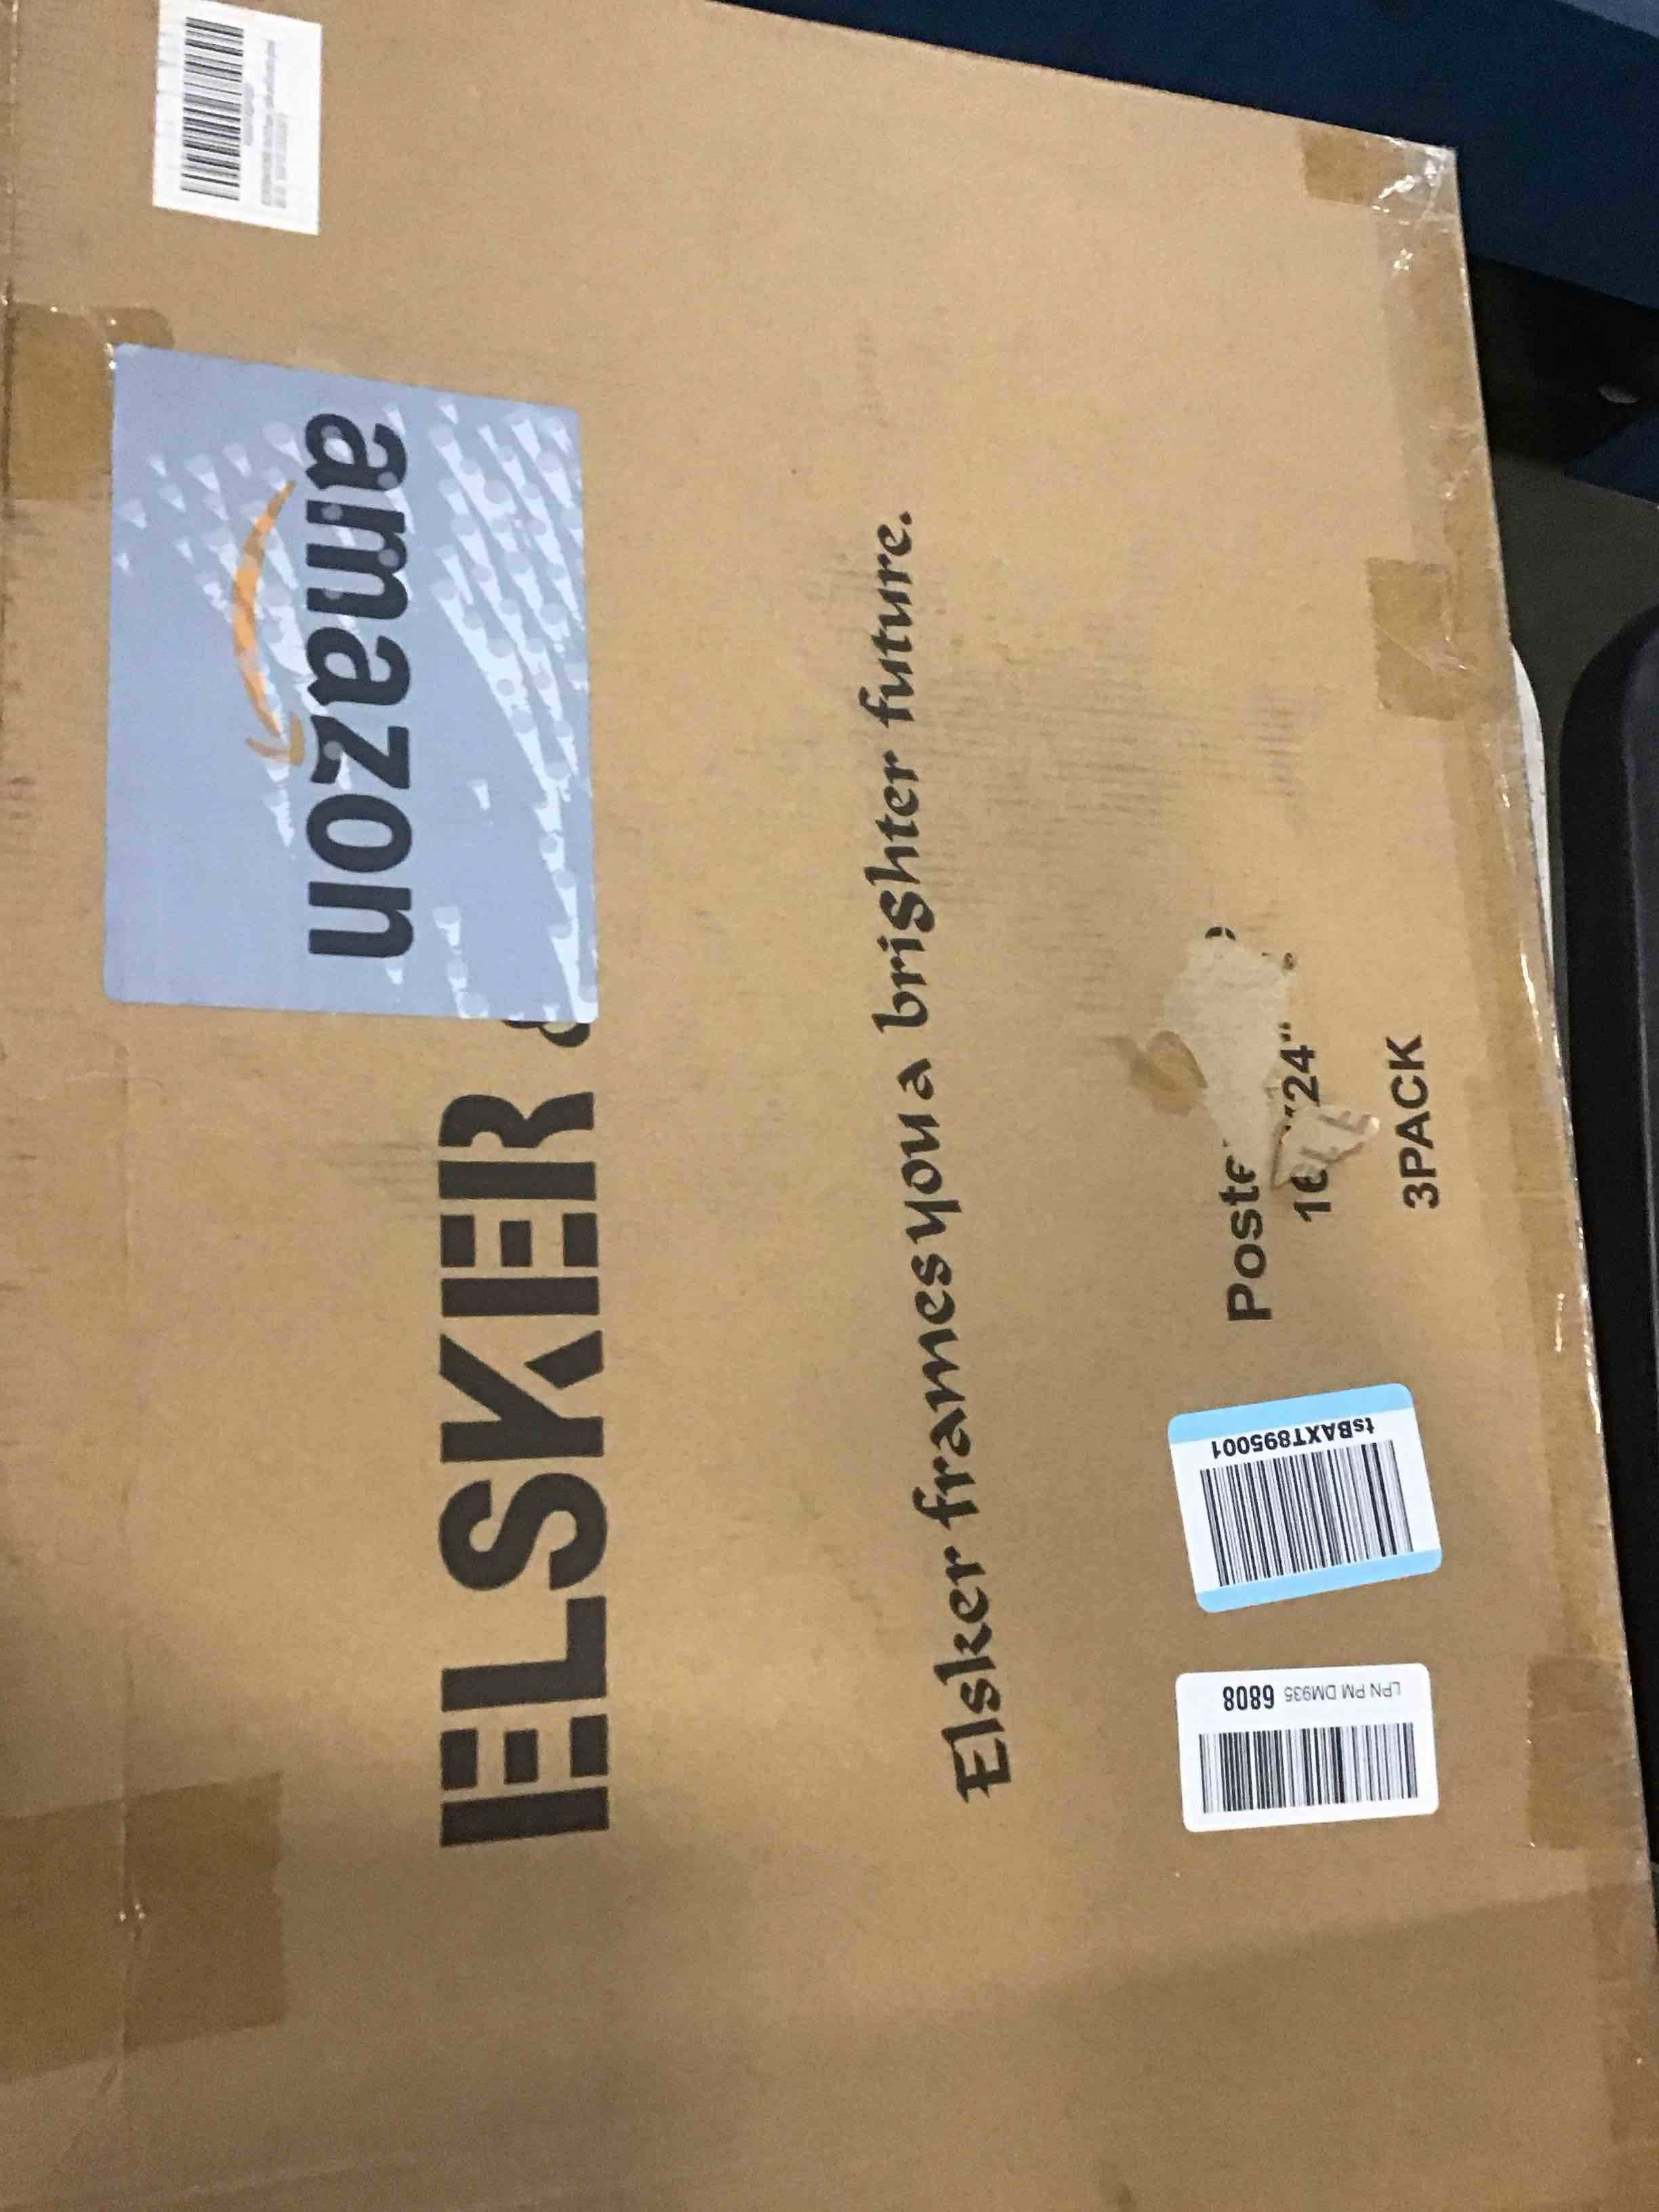 amazon
ELSKER &
Elsker frames you a brishter future.
Poste
16 24"
3PACK
tsBAXT895001
LPN PM DM935 6808